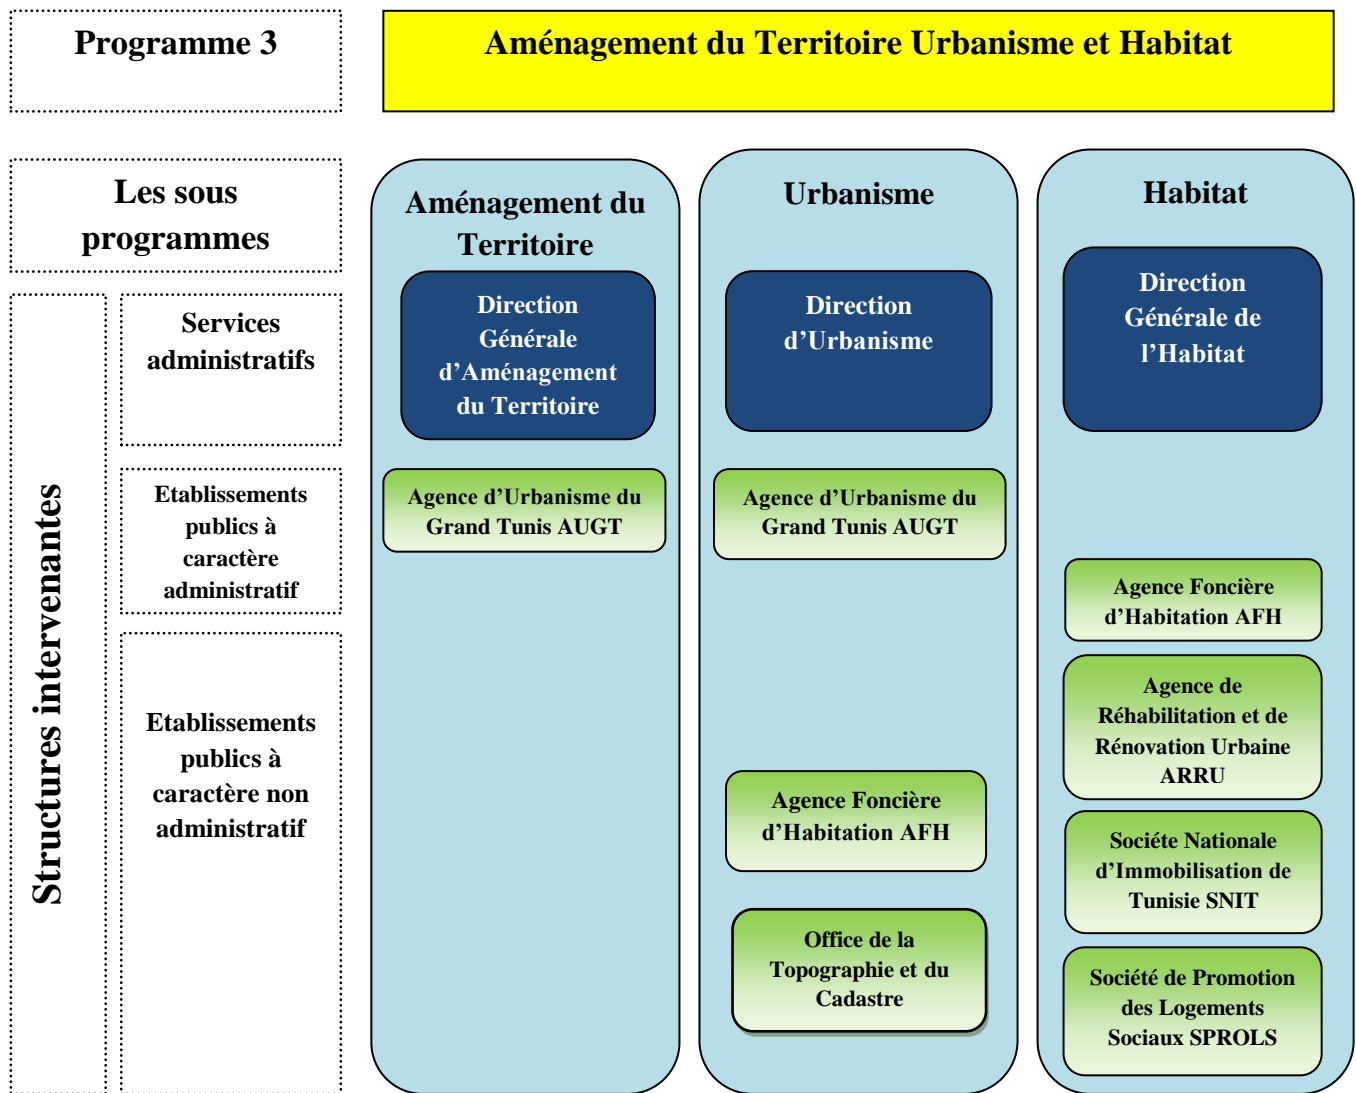 Programme 3
Aménagement du Territoire Urbanisme et Habitat
Les sous
programmes
Aménagement du
Territoire
Urbanisme
Habitat
Structures intervenantes
Services
administratifs
Direction
Générale
d’Aménagement
du Territoire
Direction
d’Urbanisme
Direction
Générale de
l’Habitat
Etablissements
publics à
caractère
administratif
Agence d’Urbanisme du
Grand Tunis AUGT
Agence d’Urbanisme du
Grand Tunis AUGT
Etablissements
publics à
caractère non
administratif
Agence Foncière
d’Habitation AFH
Office de la
Topographie et du
Cadastre
Agence Foncière
d’Habitation AFH
Agence de
Réhabilitation et de
Rénovation Urbaine
ARRU
Sociéte Nationale
d’Immobilisation de
Tunisie SNIT
Société de Promotion
des Logements
Sociaux SPROLS